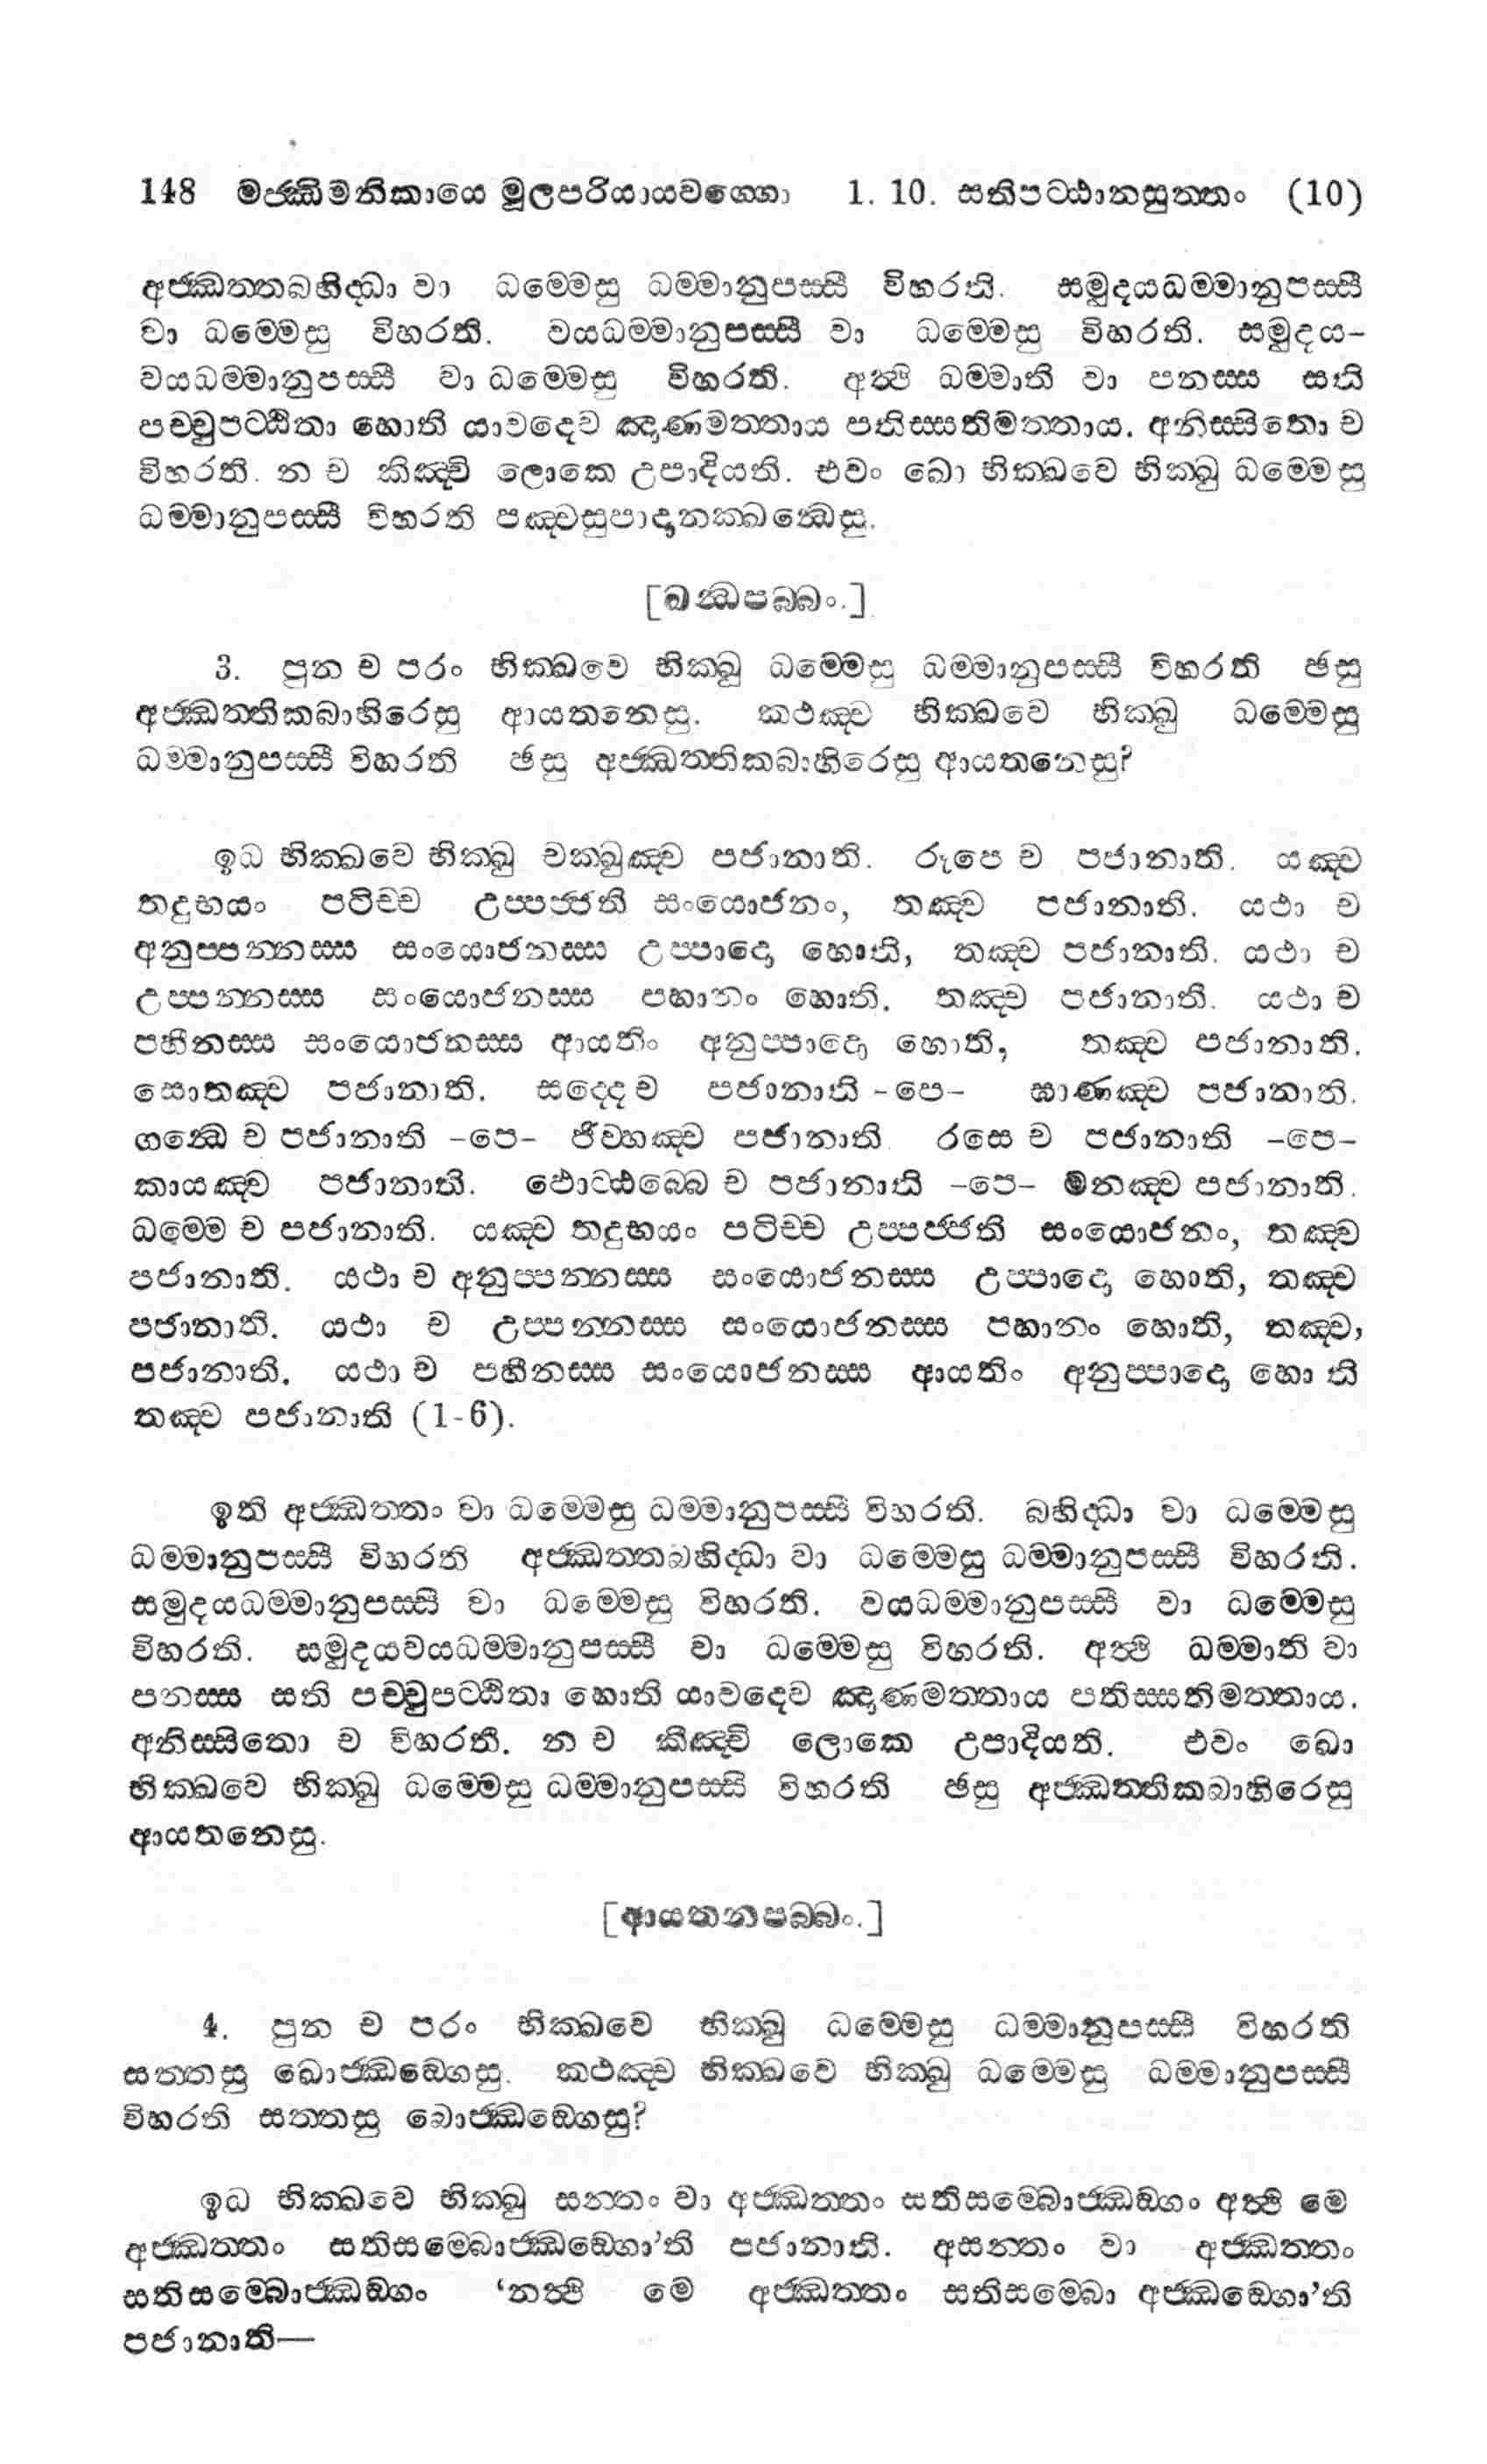 148 මජ්ඣිමනිකායෙ මූලපරියායවග්ගො 1. 10. සතිපට්ඨානසුත්තං (10)
අජ්ඣත්තබහිද්ධා වා ධම්මෙසු ධම්මානුපස්සී විහරති. සමුදයධම්මානුපස්සී
වා ධම්මෙසු විහරති. වයධම්මානුපස්සී වා ධම්මෙසු විහරති. සමුදය-
වයධම්මානුපස්සී වා ධම්මෙසු විහරති. අත්ථි ධම්මාති වා පනස්ස සති
පච්චුපට්ඨිතා හොති යාවදෙව ඤාණමත්තාය පතිස්සතිමත්තාය. අනිස්සිතො ච
විහරති. න ච කිඤ්චි ලොකෙ උපාදියති. එවං ඛො භික්ඛවෙ භික්ඛු ධම්මෙසු
ධම්මානුපස්සී විහරති පඤ්චසුපාදානක්ඛන්ධෙසු.
[ඛන්ධපබ්බං.]
3. පුන ච පරං භික්ඛවෙ භික්ඛු ධම්මෙසු ධම්මානුපස්සී විහරති ඡසු
අජ්ඣත්තිකබාහිරෙසු ආයතනෙසු. කථඤ්ච භික්ඛවෙ භික්ඛු ධම්මෙසු
ධම්මානුපස්සී විහරති ඡසු අජ්ඣත්තිකබාහිරෙසු ආයතනෙසු?
ඉධ භික්ඛවෙ භික්ඛු චක්ඛුඤ්ච පජානාති. රූපෙ ච පජානාති. යඤ්ච
තදුභයං පටිච්ච උප්පජ්ජති සංයොජනං, තඤ්ච පජානාති. යථා ච
අනුප්පන්නස්ස සංයොජනස්ස උප්පාදො හොති, තඤ්ච පජානාති. යථා ච
උප්පන්නස්ස සංයොජනස්ස පහානං හොති. තඤ්ච පජානාති. යථා ච
පහීනස්ස සංයොජනස්ස ආයතිං අනුප්පාදො හොති, තඤ්ච පජානාති.
සොතඤ්ච පජානාති. සද්දෙ ච පජානාති -පෙ- ඝාණඤ්ච පජානාති.
ගන්ධෙ ච පජානාති -පෙ- ජිව්හඤ්ච පජානාති රසෙ ච පජානාති -පෙ-
කායඤ්ච පජානාති. ඵොට්ඨබ්බෙ ච පජානාති -පෙ- මනඤ්ච පජානාති.
ධම්මෙ ච පජානාති. යඤ්ච තදුභයං පටිච්ච උප්පජ්ජති සංයොජනං, තඤ්ච
පජානාති. යථා ච අනුප්පන්නස්ස සංයොජනස්ස උප්පාදො හොති, තඤ්ච
පජානාති. යථා ච උප්පන්නස්ස සංයොජනස්ස පහානං හොති, තඤ්ච,
පජානාති. යථා ච පහීනස්ස සංයොජනස්ස ආයතිං අනුප්පාදො හො ති
තඤ්ච පජානාති (1-6).
ඉති අජ්ඣත්තං වා ධම්මෙසු ධම්මානුපස්සී විහරති. බහිද්ධා වා ධම්මෙසු
ධම්මානුපස්සී විහරති අජ්ඣත්තබහිද්ධා වා ධම්මෙසු ධම්මානුපස්සී විහරති.
සමුදයධම්මානුපස්සී වා ධම්මෙසු විහරති. වයධම්මානුපස්සී වා ධම්මෙසු
විහරති. සමුදයවයධම්මානුපස්සී වා ධම්මෙසු විහරති. අත්ථි ධම්මාති වා
පනස්ස සති පච්චුපට්ඨිතා හොති යාවදෙව ඤාණමත්තාය පතිස්සතිමත්තාය.
අනිස්සිතො ච විහරතී. න ච කිඤ්චි ලොකෙ උපාදියති. එවං ඛො
භික්ඛවෙ භික්ඛු ධම්මෙසු ධම්මානුපස්සි විහරති ඡසු අජ්ඣත්තිකබාහිරෙසු
ආයතනෙසු.
[ආයතනපබ්බං.]
4. පුන ච පරං භික්ඛවෙ භික්ඛු ධම්මෙසු ධම්මානුපස්සී විහරති
සත්තසු ඛොජ්ඣඞ්ගෙසු. කථඤ්ච භික්ඛවෙ භික්ඛු ධම්මෙසු ධම්මානුපස්සී
විහරති සත්තසු බොජ්ඣඞ්ගෙසු?
ඉධ භික්ඛවෙ භික්ඛු සන්තං වා අජ්ඣත්තං සතිසම්බොජ්ඣඞ්ගං අත්ථි මෙ
අජ්ඣත්තං සතිසම්බොජ්ඣඞ්ගො'ති පජානාති. අසන්තං වා අජ්ඣත්තං
සතිසම්බොජ්ඣඞ්ගං ‘නත්ථි මෙ අජ්ඣත්තං සතිසම්බො අජ්ඣඞ්ගො'ති
පජානාති—